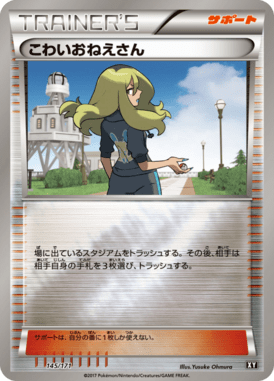 TRAINER'S
サポート
こわいおねえさん
場に出ているスタジアムをトラッシュする。その後、相手は
相手自身の手札を3枚選び、トラッシュする。
サポートは、自分の番に1枚しか使えない。
Illus.Yusuke Ohmura
145/171
XY
©2017 Pokémon/Nintendo/Creatures/GAME FREAK.